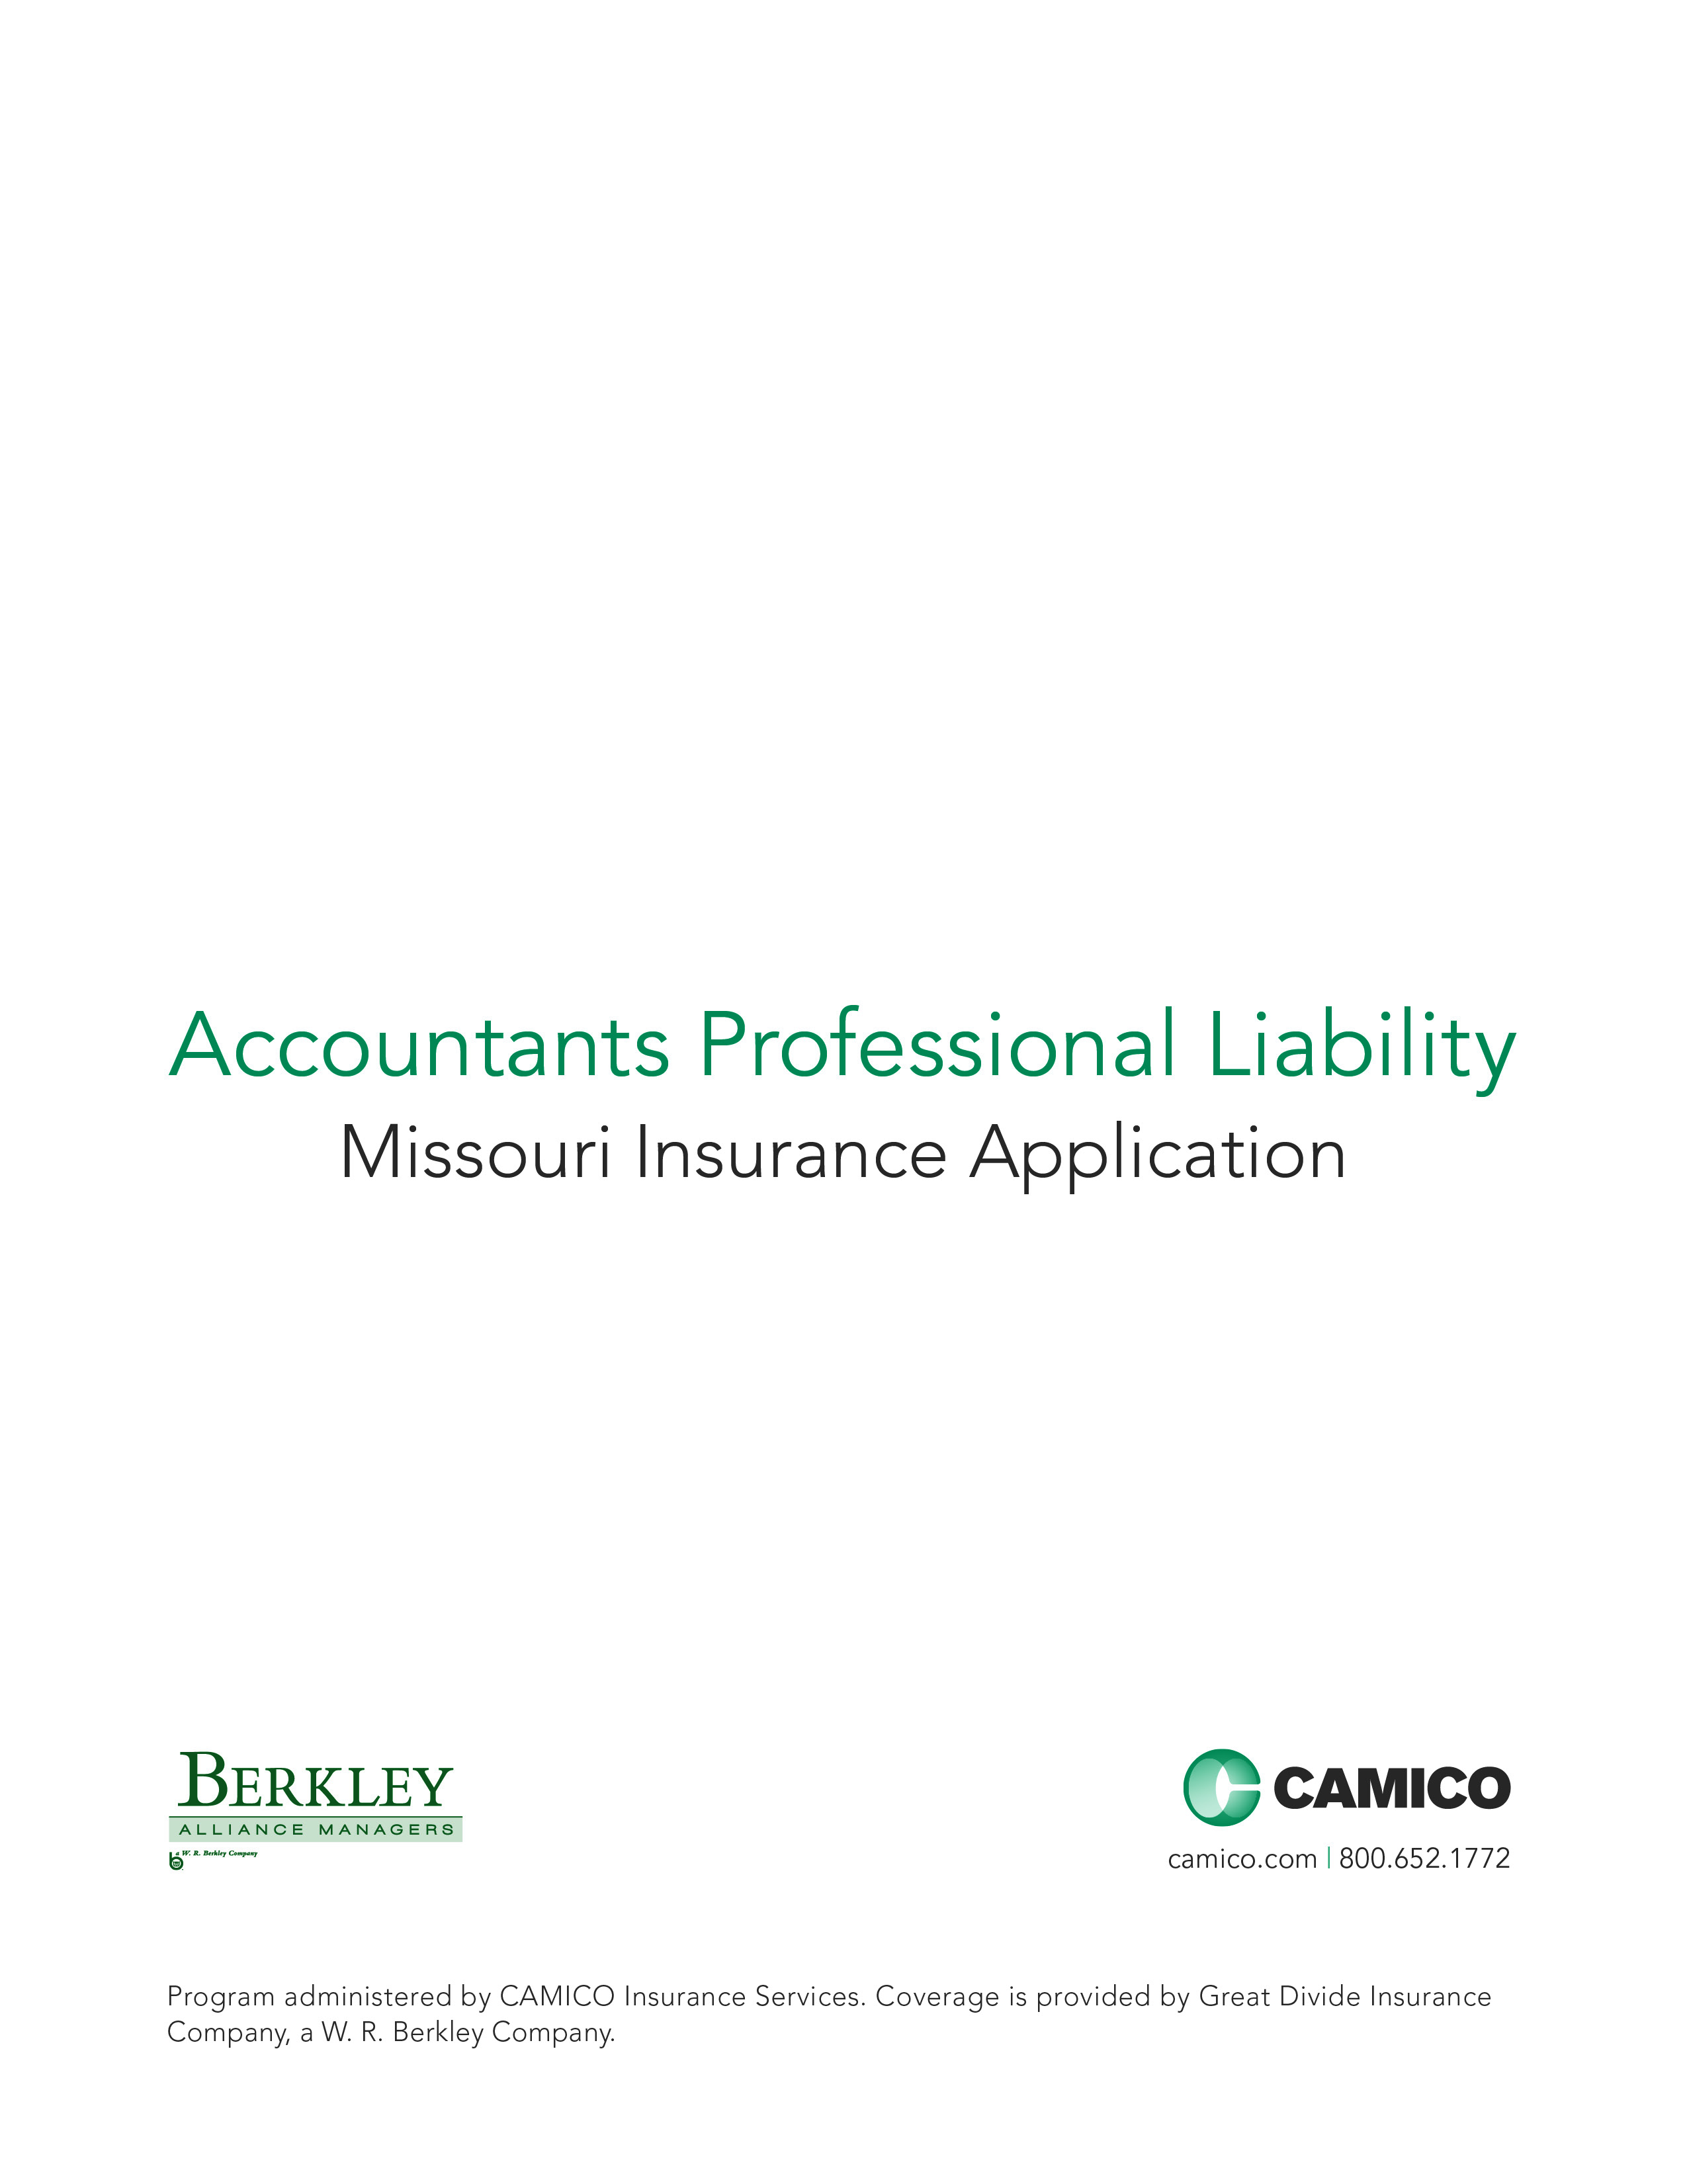 Accountants Professional Liability
Missouri Insurance Application
BERKLEY
ALLIANCE MANAGERS
a W. R. Berkley Company
CAMICO
camico.com | 800.652.1772
Program administered by CAMICO Insurance Services. Coverage is provided by Great Divide Insurance
Company, a W. R. Berkley Company.